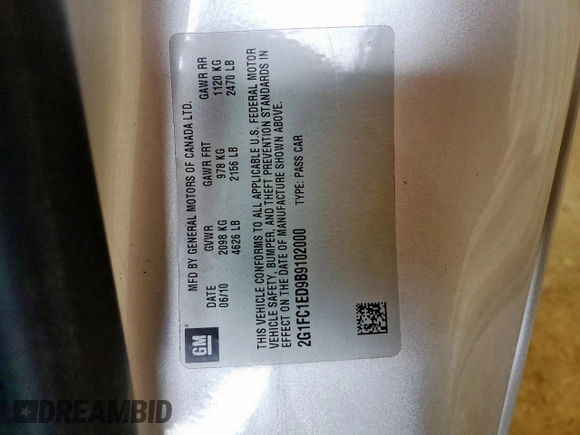 GM
MFD BY GENERAL MOTORS OF CANADA LTD.
DATE GVWR GAWR FRT GAWR RR
06/10 2098 KG 978 KG 1120 KG
4626 LB 2156 LB 2470 LB
THIS VEHICLE CONFORMS TO ALL APPLICABLE U.S. FEDERAL MOTOR
VEHICLE SAFETY, BUMPER, AND THEFT PREVENTION STANDARDS IN
EFFECT ON THE DATE OF MANUFACTURE SHOWN ABOVE.
2G1FC1ED9B9102000 TYPE: PASS CAR
DREAMBID